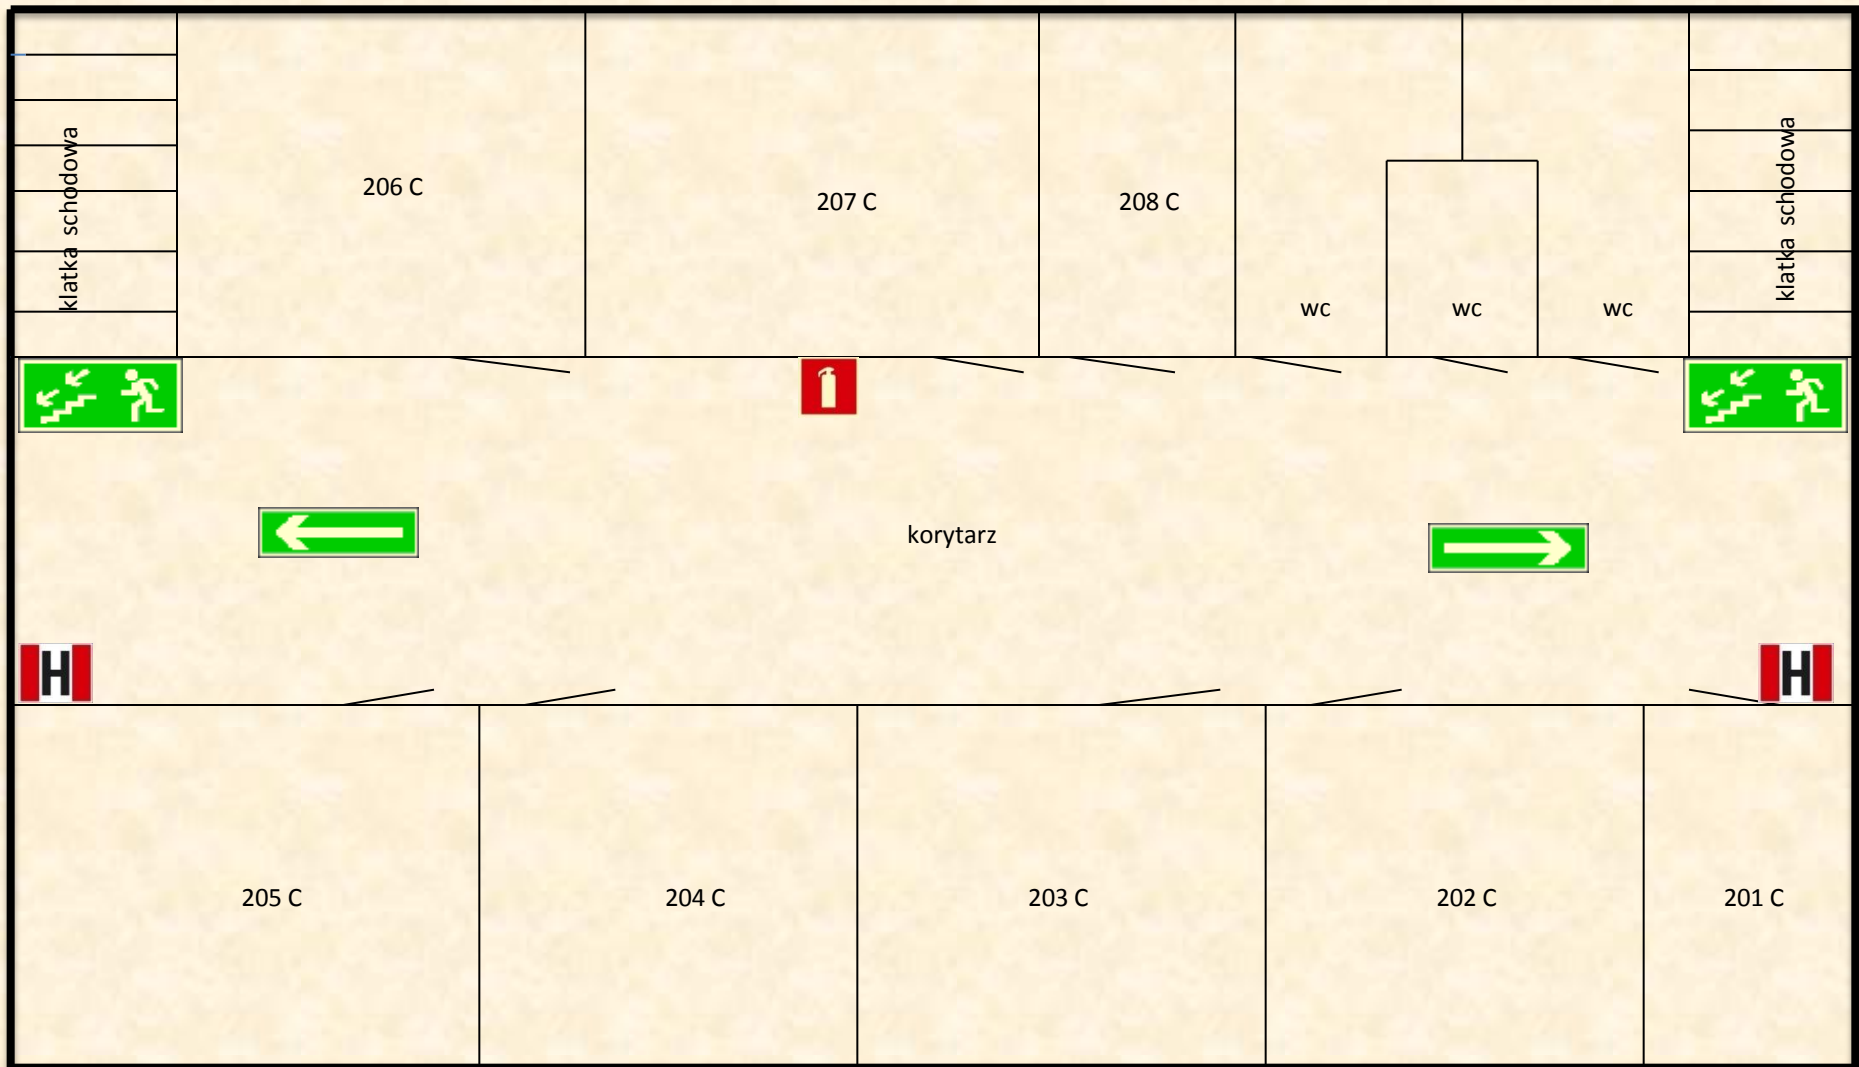 klatka schodowa
206 C
207 C
208 C
wc
wc
wc
klatka schodowa
korytarz
H
H
205 C
204 C
203 C
202 C
201 C